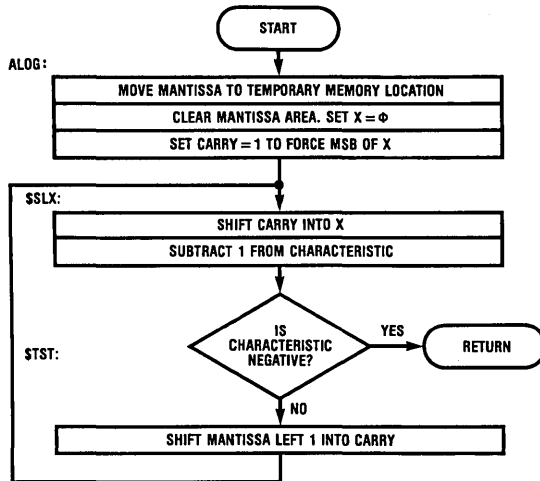 START
ALOG:
MOVE MANTISSA TO TEMPORARY MEMORY LOCATION
CLEAR MANTISSA AREA. SET X = Φ
SET CARRY = 1 TO FORCE MSB OF X
$SLX:
SHIFT CARRY INTO X
SUBTRACT 1 FROM CHARACTERISTIC
$TST:
IS
CHARACTERISTIC
NEGATIVE?
YES
RETURN
NO
SHIFT MANTISSA LEFT 1 INTO CARRY